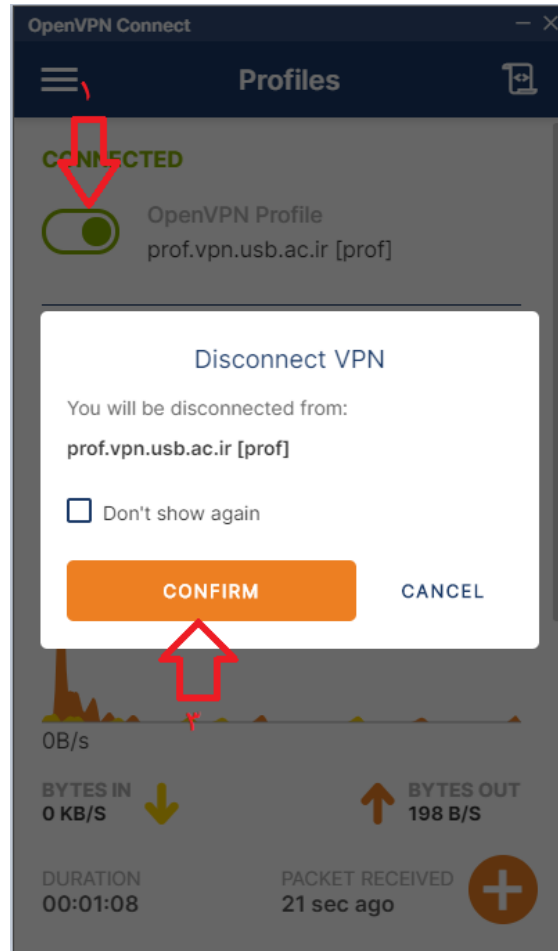 OpenVPN Connect
Profiles
۱
CONNECTED
OpenVPN Profile
prof.vpn.usb.ac.ir [prof]
Disconnect VPN
You will be disconnected from:
prof.vpn.usb.ac.ir [prof]
Don't show again
CONFIRM
CANCEL
۳
0B/s
BYTES IN
0 KB/S
BYTES OUT
198 B/S
DURATION
00:01:08
PACKET RECEIVED
21 sec ago